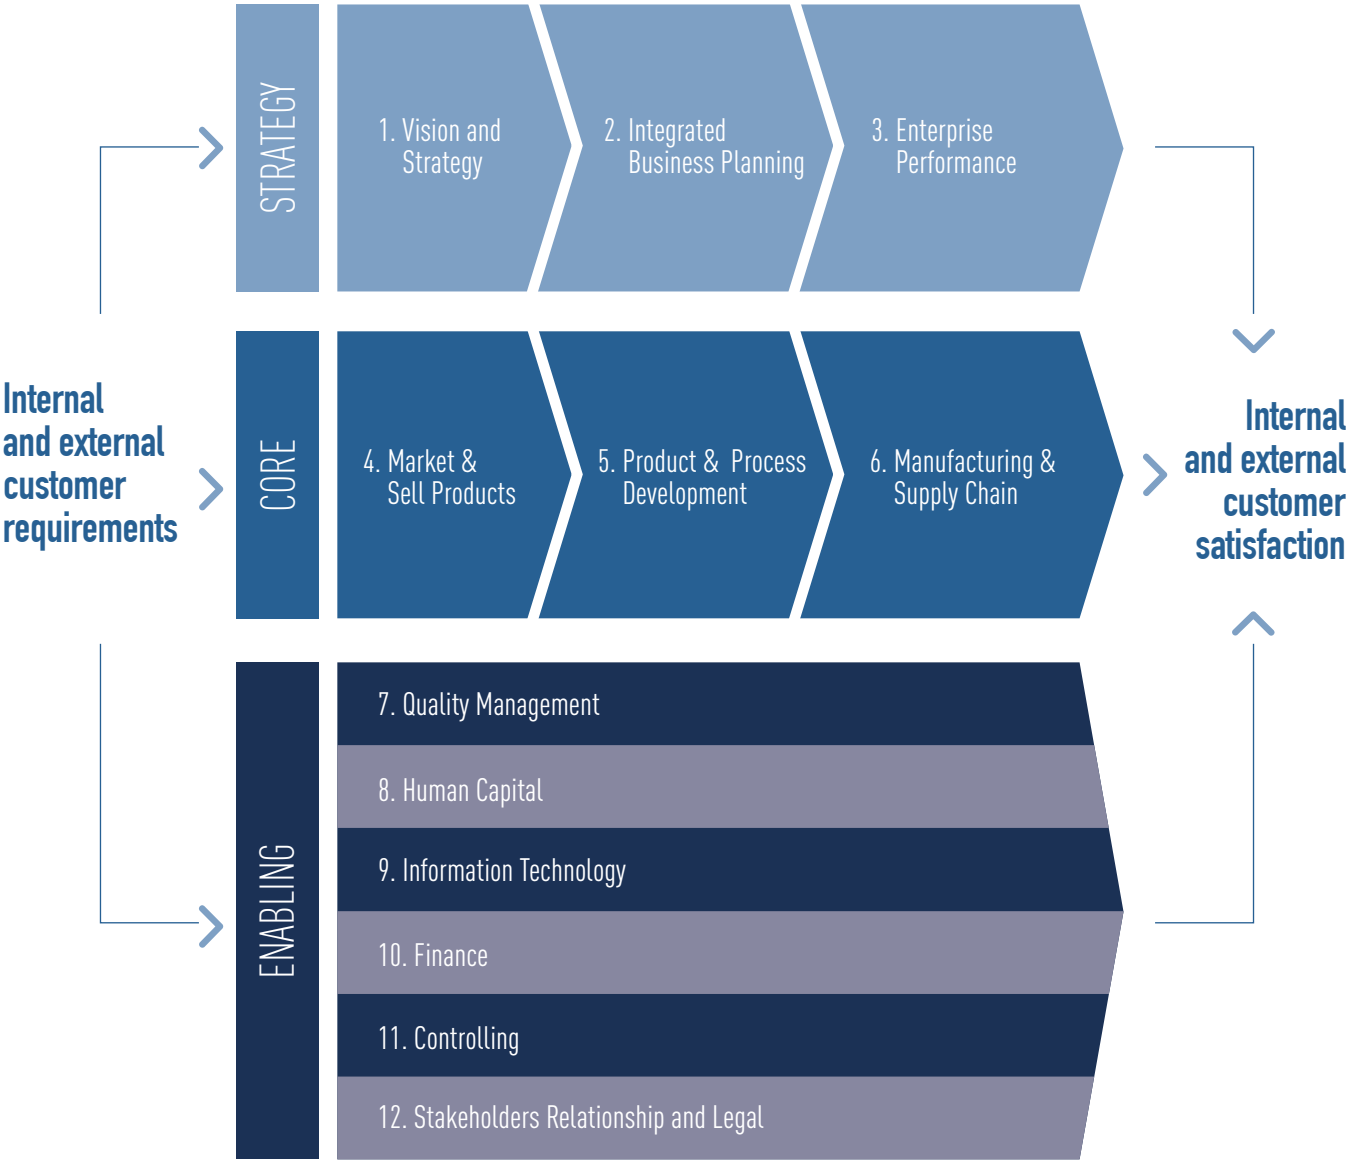 STRATEGY
1. Vision and
Strategy
2. Integrated
Business Planning
3. Enterprise
Performance
Internal
and external
customer
requirements
CORE
4. Market &
Sell Products
5. Product & Process
Development
6. Manufacturing &
Supply Chain
Internal
and external
customer
satisfaction
ENABLING
7. Quality Management
8. Human Capital
9. Information Technology
10. Finance
11. Controlling
12. Stakeholders Relationship and Legal